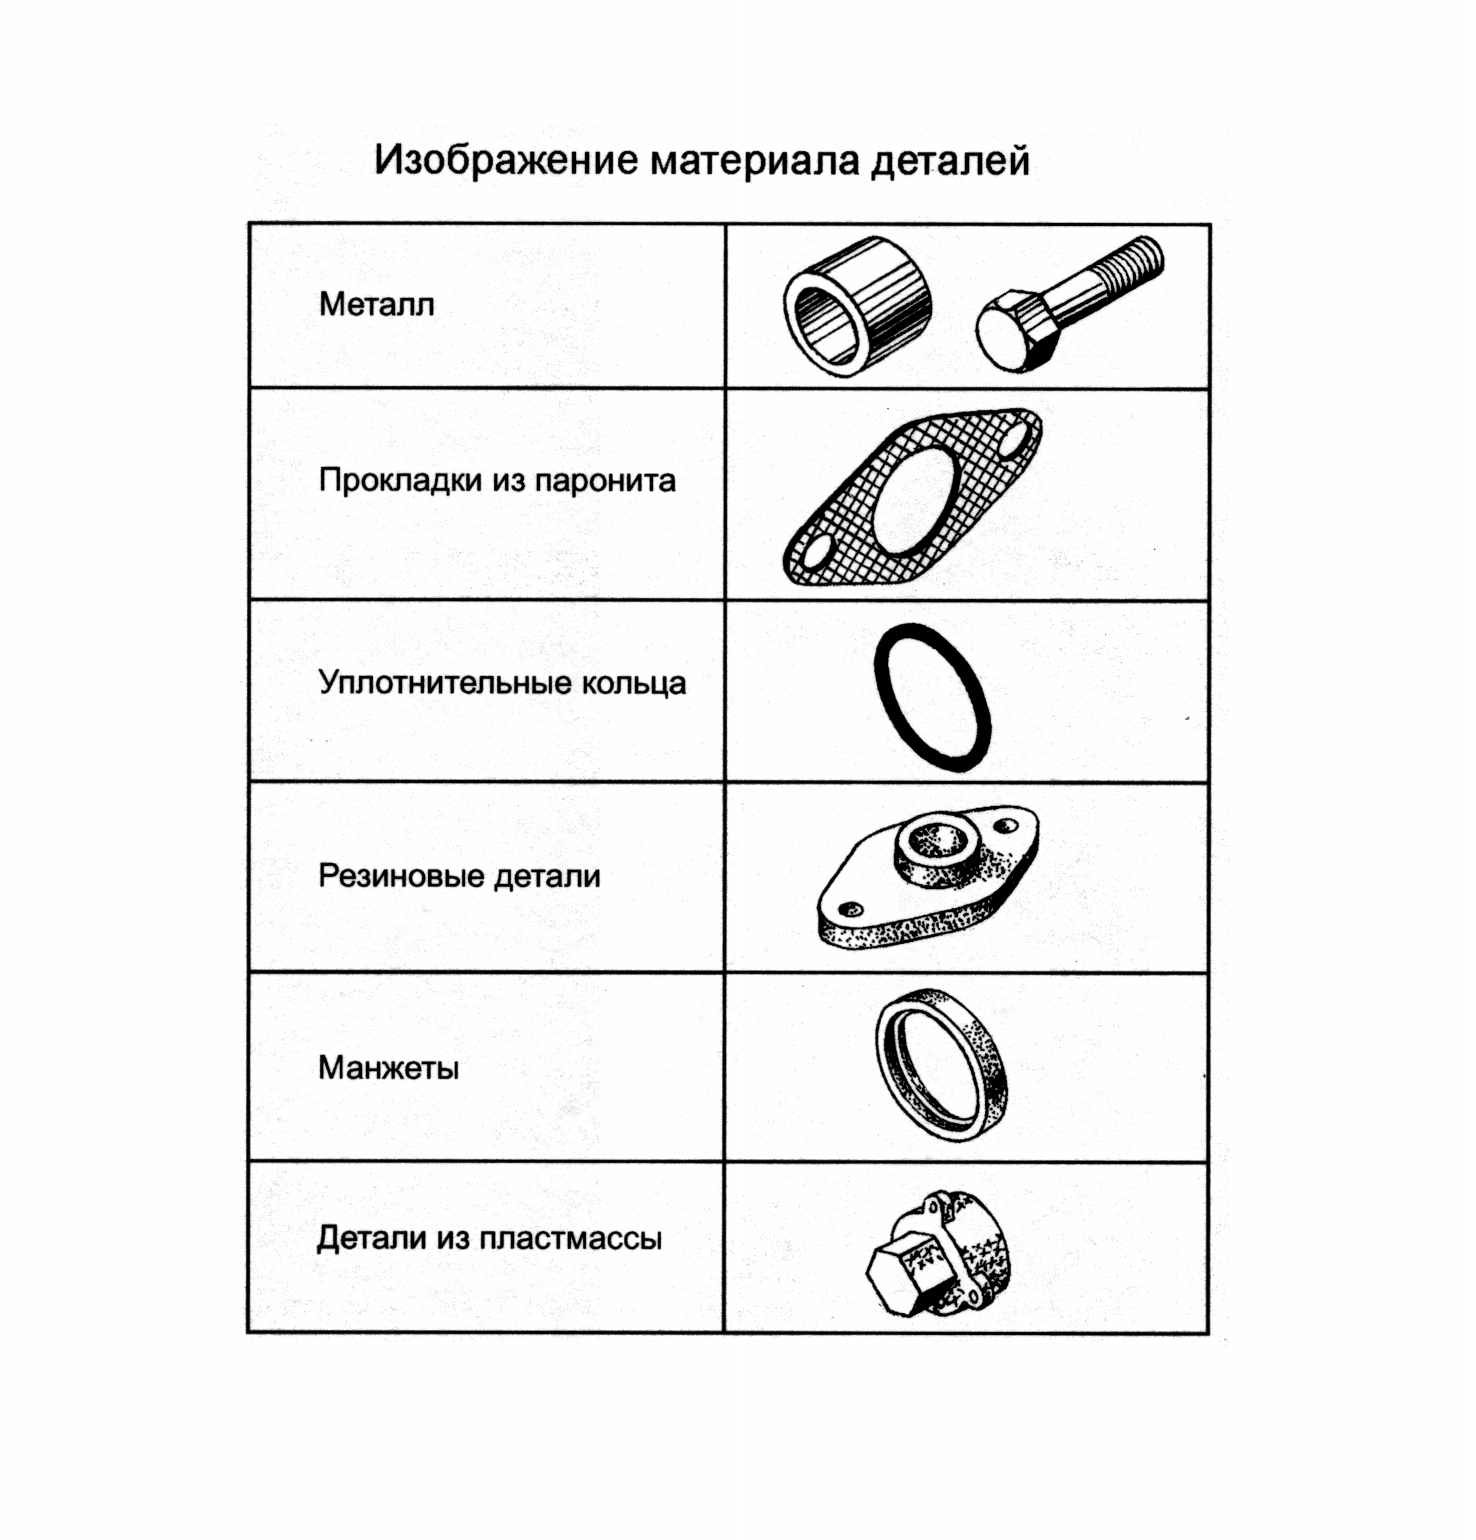 Изображение материала деталей
Металл
Прокладки из паронита
Уплотнительные кольца
Резиновые детали
Манжеты
Детали из пластмассы